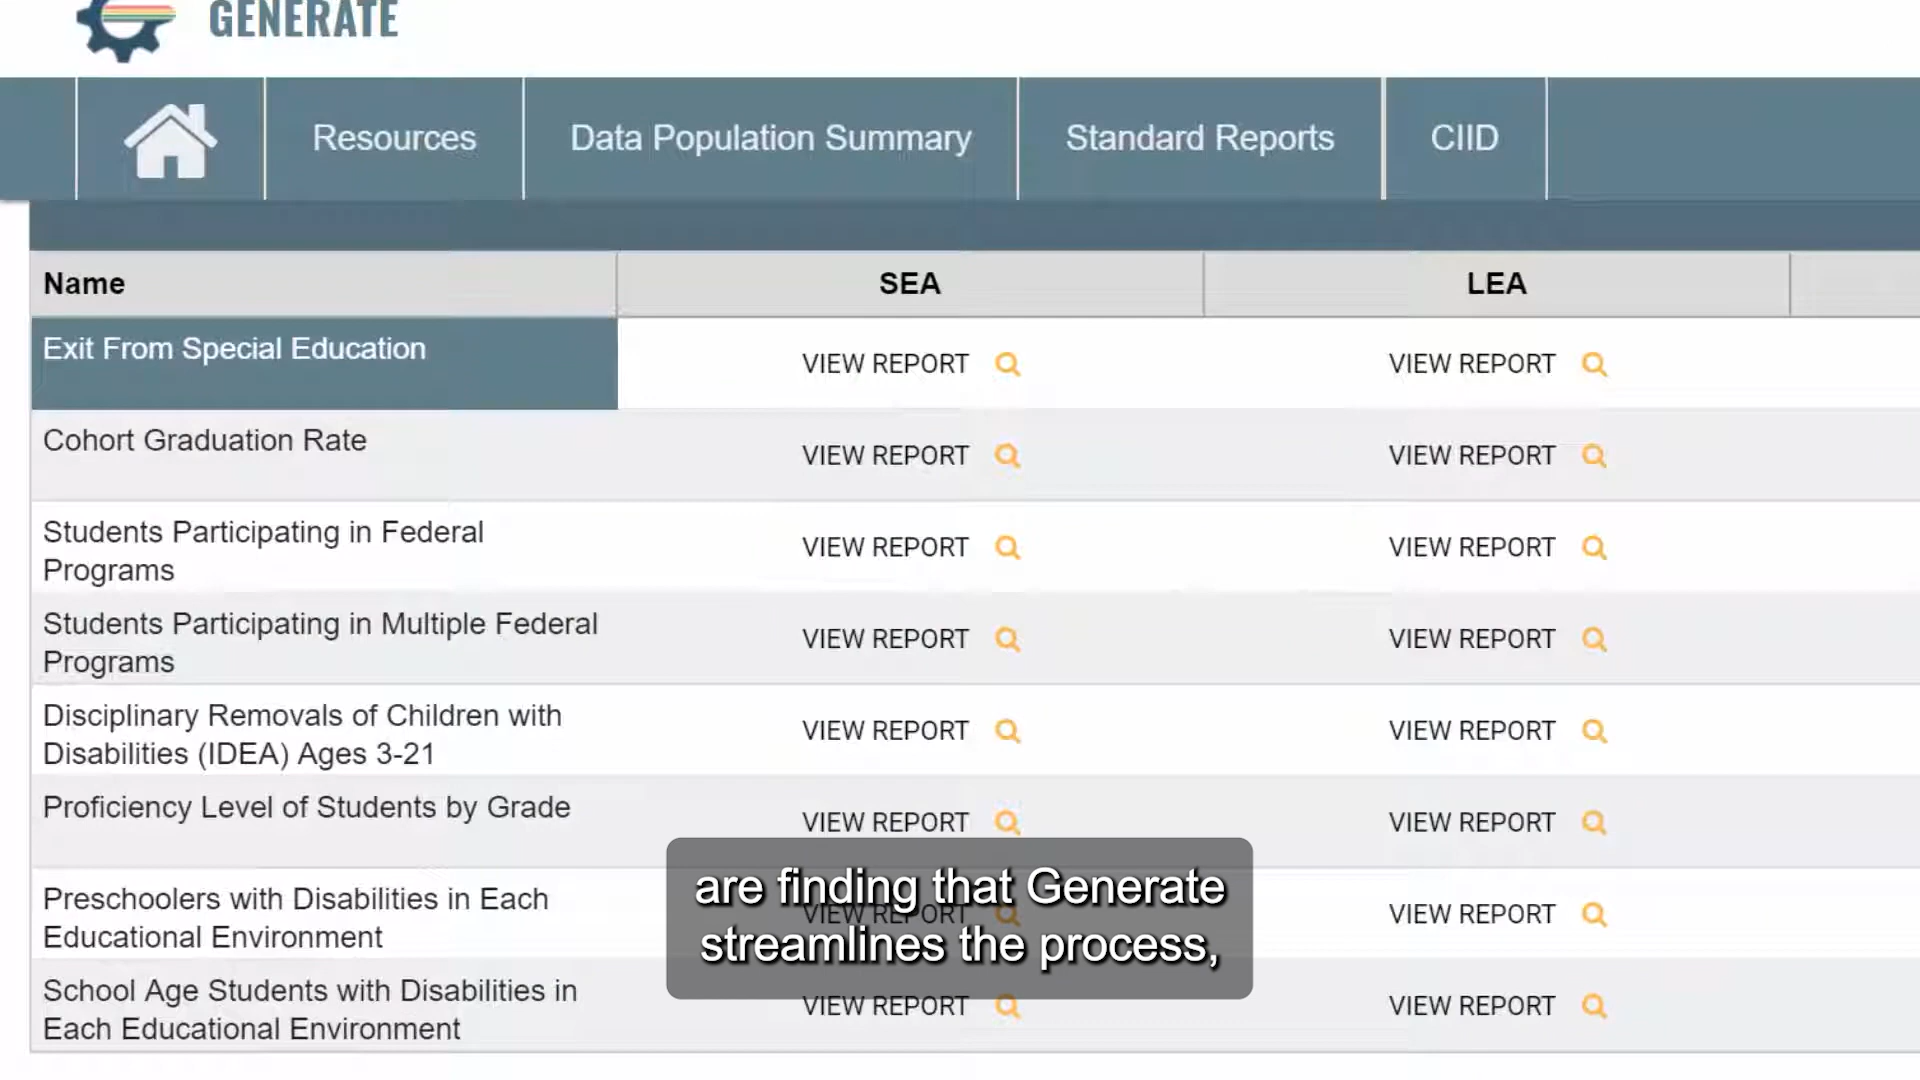 GENERATE
Resources
Data Population Summary
Standard Reports
CIID
Name
SEA
LEA
Exit From Special Education
VIEW REPORT
VIEW REPORT
Cohort Graduation Rate
VIEW REPORT
VIEW REPORT
Students Participating in Federal
Programs
VIEW REPORT
VIEW REPORT
Students Participating in Multiple Federal
Programs
VIEW REPORT
VIEW REPORT
Disciplinary Removals of Children with
Disabilities (IDEA) Ages 3-21
VIEW REPORT
VIEW REPORT
Proficiency Level of Students by Grade
VIEW REPORT
VIEW REPORT
Preschoolers with Disabilities in Each
Educational Environment
VIEW REPORT
VIEW REPORT
School Age Students with Disabilities in
Each Educational Environment
VIEW REPORT
VIEW REPORT
are finding that Generate
streamlines the process,